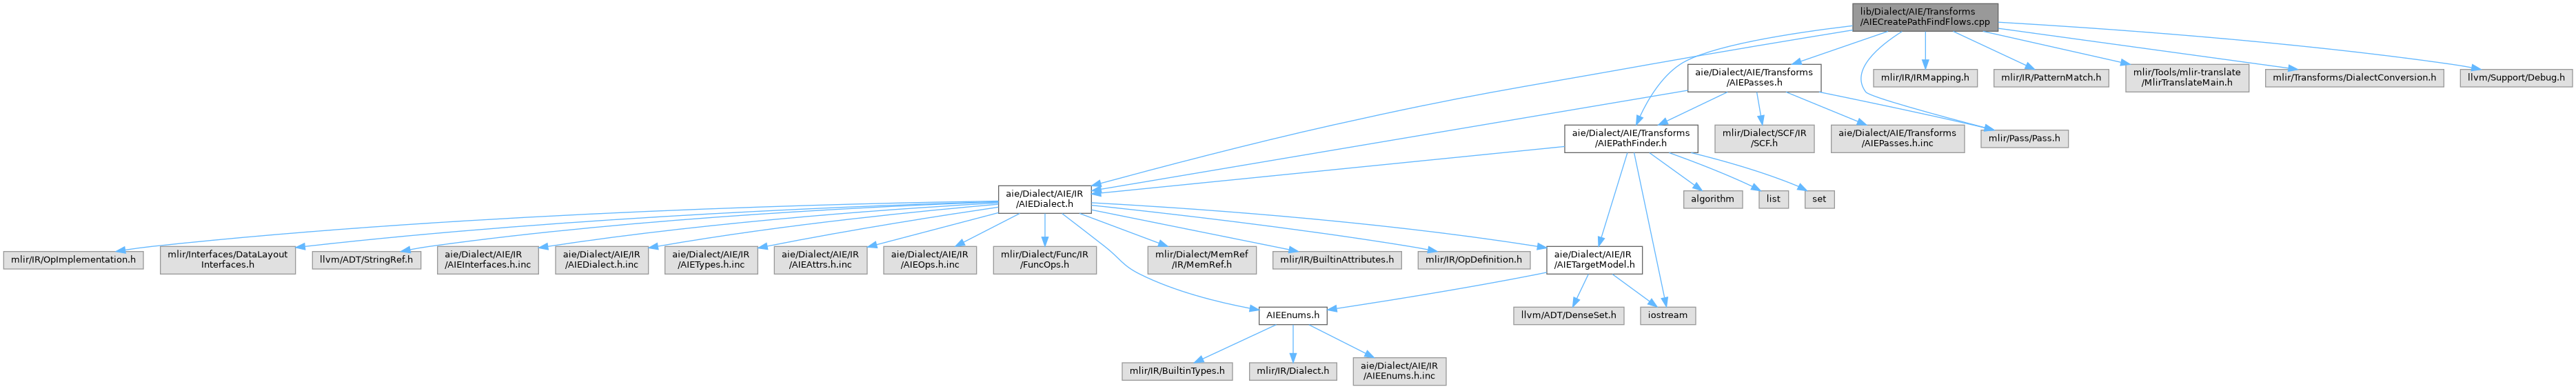 lib/Dialect/AIE/Transforms
/AIECreatePathFindFlows.cpp
aie/Dialect/AIE/Transforms
/AIEPasses.h
mlir/IR/IRMapping.h
mlir/IR/PatternMatch.h
mlir/Tools/mlir-translate
/MlirTranslateMain.h
mlir/Transforms/DialectConversion.h
llvm/Support/Debug.h
aie/Dialect/AIE/Transforms
/AIEPathFinder.h
mlir/Dialect/SCF/IR
/SCF.h
aie/Dialect/AIE/Transforms
/AIEPasses.h.inc
mlir/Pass/Pass.h
aie/Dialect/AIE/IR
/AIEDialect.h
algorithm
list
set
mlir/IR/OpImplementation.h
mlir/Interfaces/DataLayout
Interfaces.h
llvm/ADT/StringRef.h
aie/Dialect/AIE/IR
/AIEInterfaces.h.inc
aie/Dialect/AIE/IR
/AIEDialect.h.inc
aie/Dialect/AIE/IR
/AIETypes.h.inc
aie/Dialect/AIE/IR
/AIEAttrs.h.inc
aie/Dialect/AIE/IR
/AIEOps.h.inc
mlir/Dialect/Func/IR
/FuncOps.h
mlir/Dialect/MemRef
/IR/MemRef.h
mlir/IR/BuiltinAttributes.h
mlir/IR/OpDefinition.h
aie/Dialect/AIE/IR
/AIETargetModel.h
AIEEnums.h
llvm/ADT/DenseSet.h
iostream
mlir/IR/BuiltinTypes.h
mlir/IR/Dialect.h
aie/Dialect/AIE/IR
/AIEEnums.h.inc